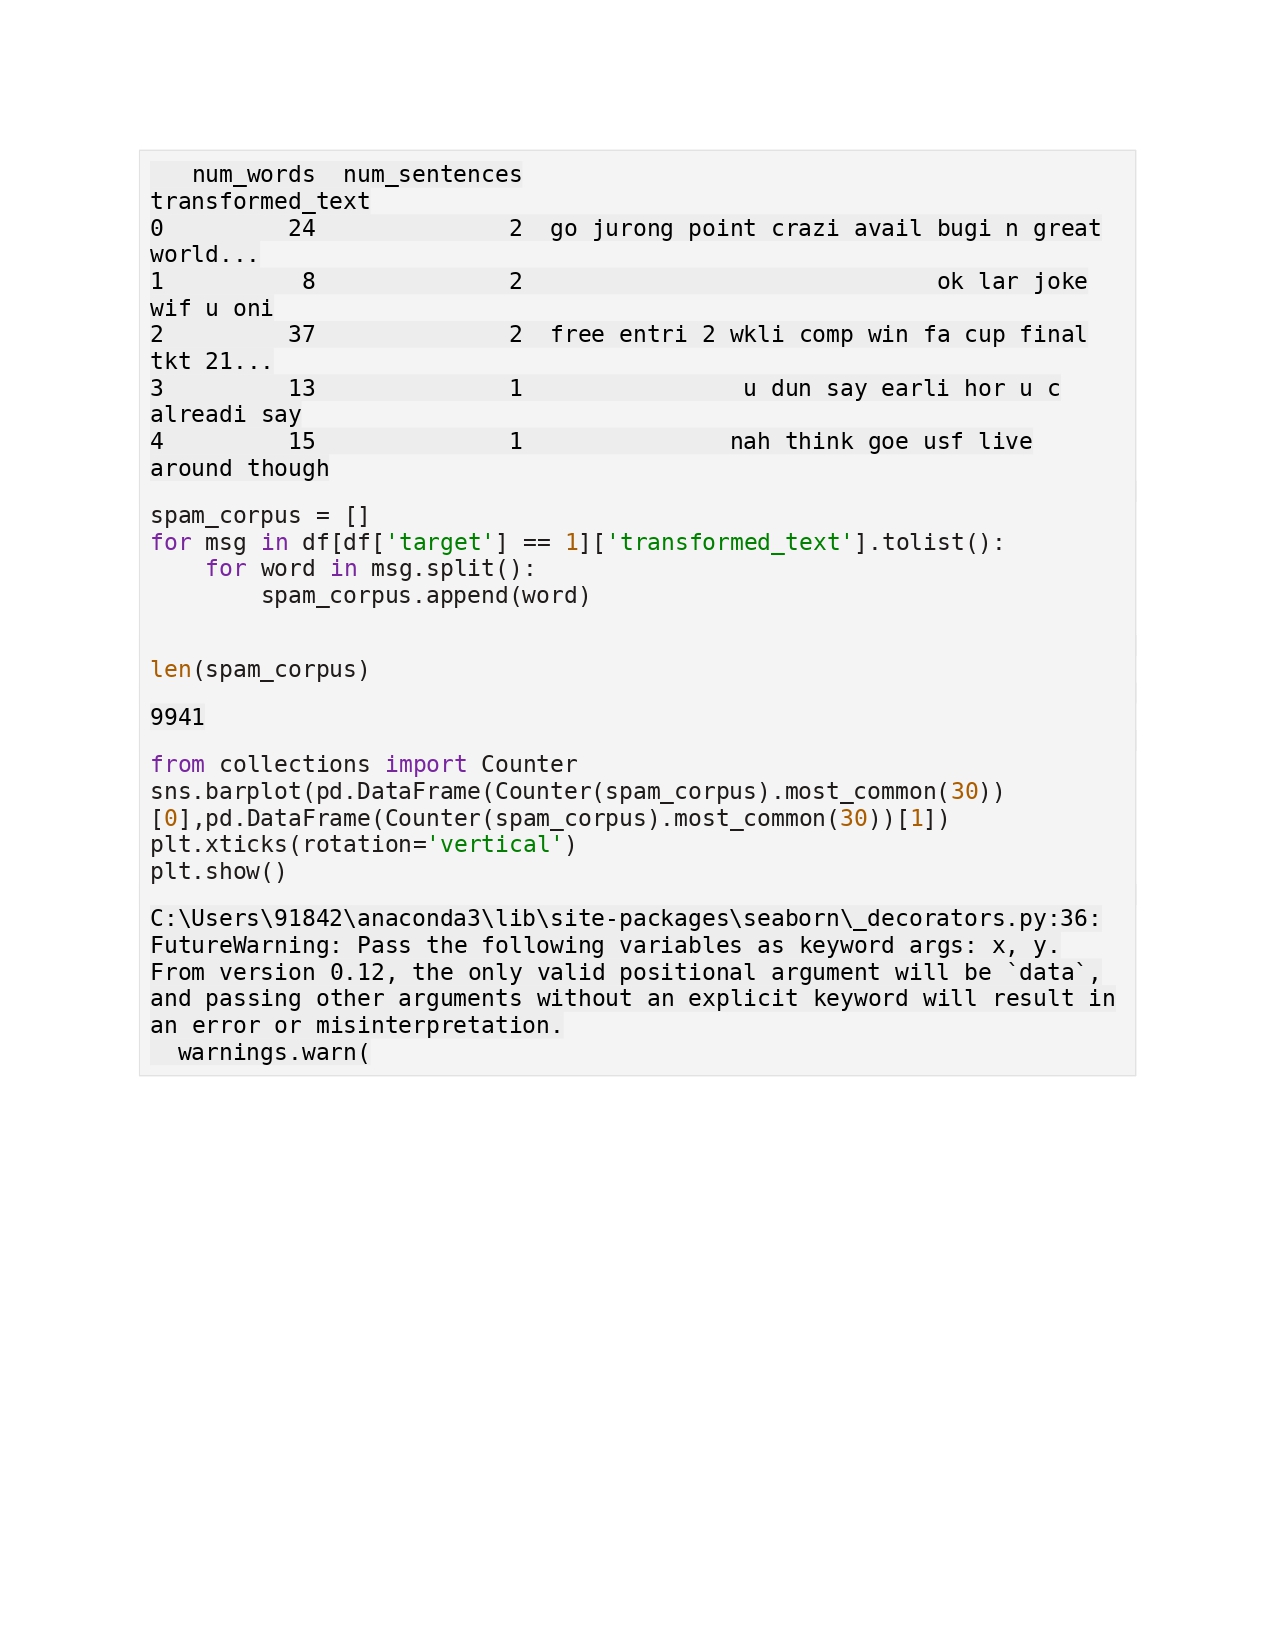 num_words  num_sentences
transformed_text
0         24              2  go jurong point crazi avail bugi n great
world...
1          8              2                              ok lar joke
wif u oni
2         37              2  free entri 2 wkli comp win fa cup final
tkt 21...
3         13              1                u dun say earli hor u c
alreadi say
4         15              1               nah think goe usf live
around though
spam_corpus = []
for msg in df[df['target'] == 1]['transformed_text'].tolist():
    for word in msg.split():
        spam_corpus.append(word)
len(spam_corpus)
9941
from collections import Counter
sns.barplot(pd.DataFrame(Counter(spam_corpus).most_common(30))
[0],pd.DataFrame(Counter(spam_corpus).most_common(30))[1])
plt.xticks(rotation='vertical')
plt.show()
C:\Users\91842\anaconda3\lib\site-packages\seaborn\_decorators.py:36:
FutureWarning: Pass the following variables as keyword args: x, y.
From version 0.12, the only valid positional argument will be `data`,
and passing other arguments without an explicit keyword will result in
an error or misinterpretation.
  warnings.warn(